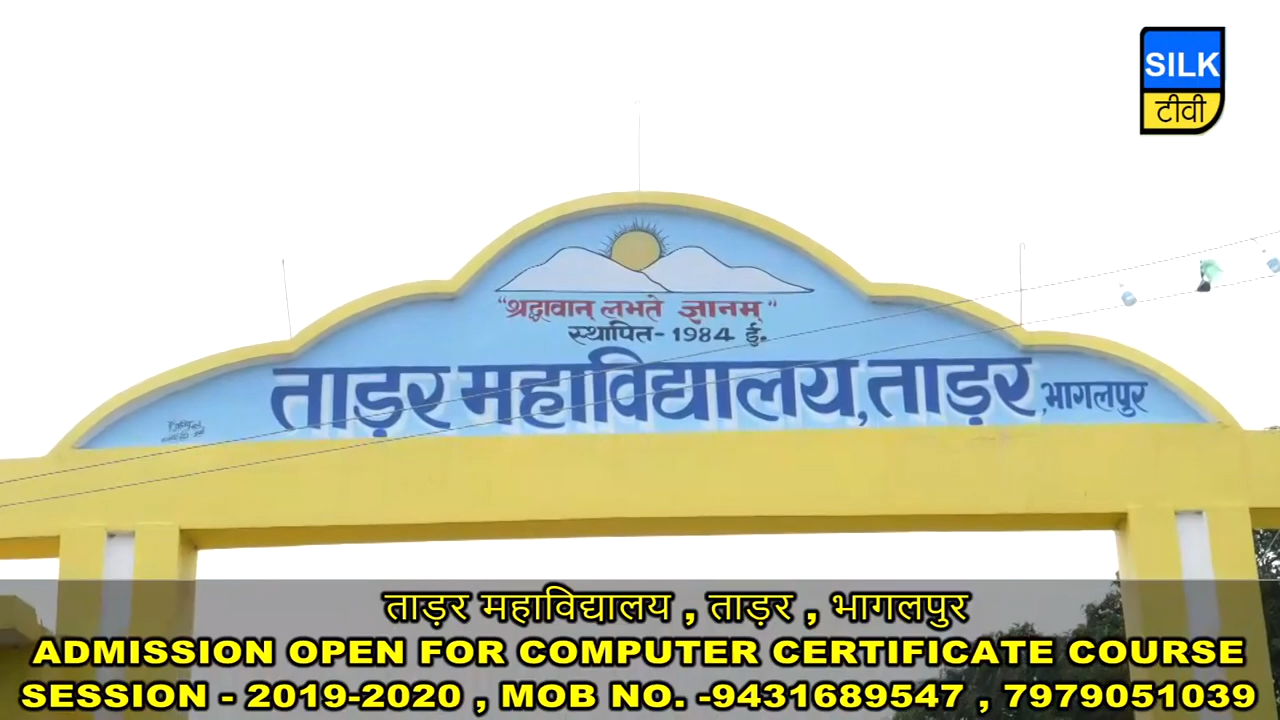 SILK
टीवी
"श्रद्धावान् लभते ज्ञानम्"
स्थापित- 1984 ई.
ताड़र महाविद्यालय, ताड़र, भागलपुर
ताड़र महाविद्यालय , ताड़र , भागलपुर
ADMISSION OPEN FOR COMPUTER CERTIFICATE COURSE
SESSION - 2019-2020 , MOB NO. -9431689547 , 7979051039